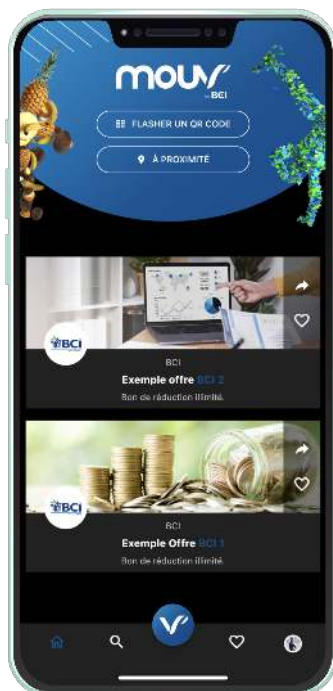 mouv'
by BCI
FLASHER UN QR CODE
À PROXIMITÉ
BCI
BCI
Exemple offre BCI 2
Bon de réduction illimité.
BCI
BCI
Exemple Offre BCI 1
Bon de réduction illimité.